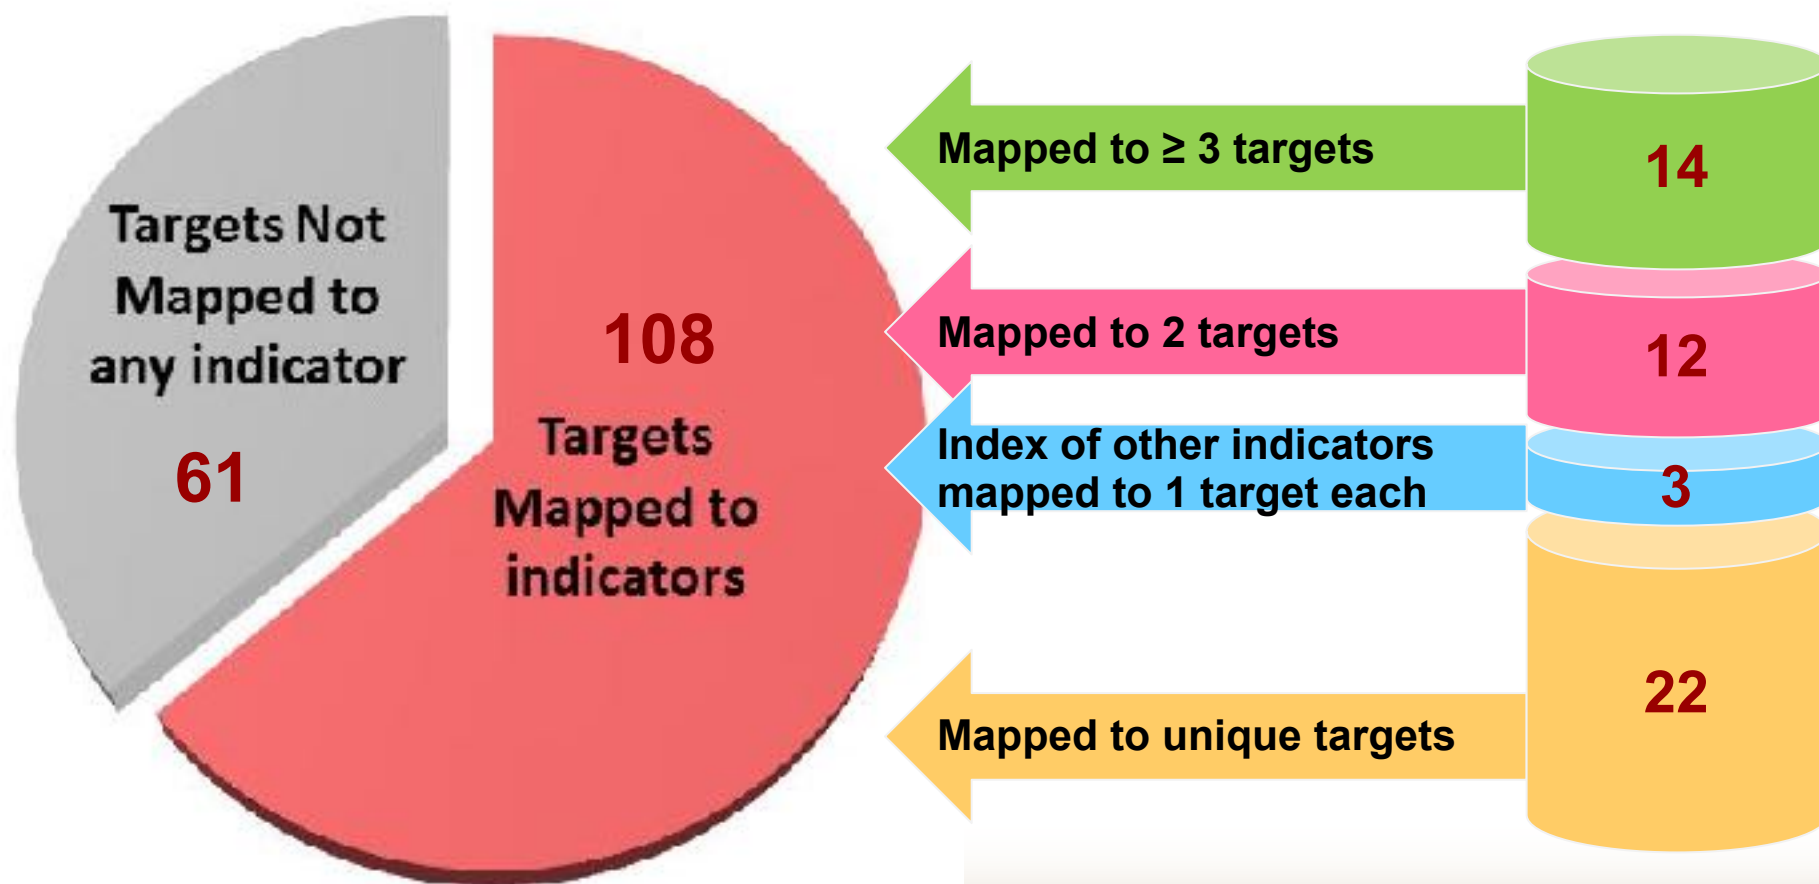 Targets Not
Mapped to
any indicator
61
108
Targets
Mapped to
indicators
Mapped to ≥ 3 targets
14
Mapped to 2 targets
12
Index of other indicators
mapped to 1 target each
3
Mapped to unique targets
22